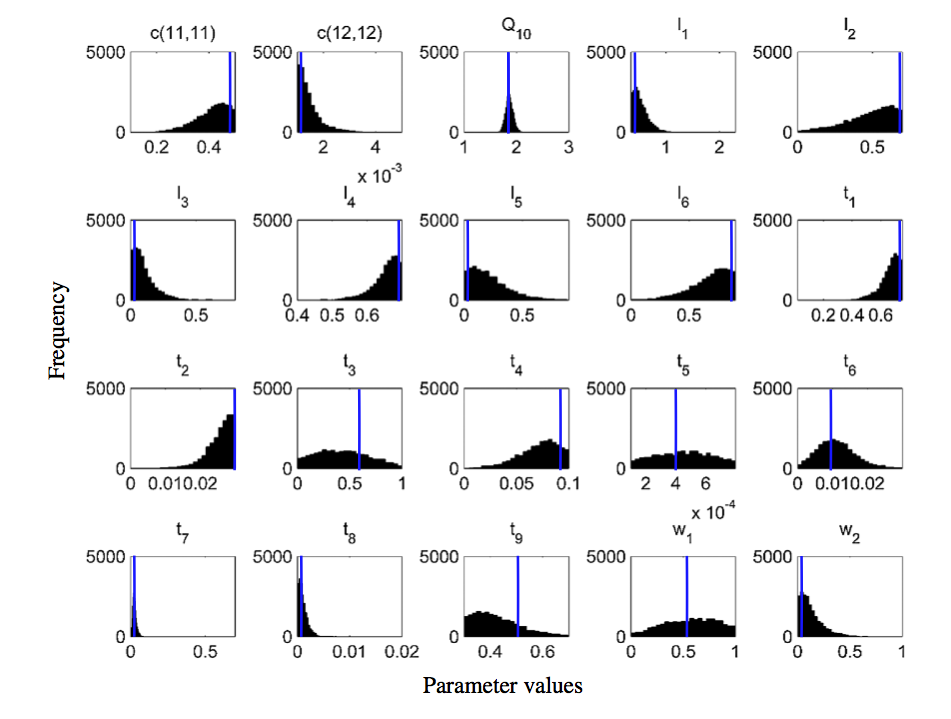 c(11,11) c(12,12) Q10 l1 l2
5000 5000 5000 5000 5000
0 0 0 0 0
0.2 0.4 2 4 1 2 3 1 2 0 0.5
x 10-3
l3 l4 l5 l6 t1
5000 5000 5000 5000 5000
0 0 0 0 0
0 0.5 0.4 0.5 0.6 0 0.5 0 0.5 0.2 0.4 0.6
Frequency
t2 t3 t4 t5 t6
5000 5000 5000 5000 5000
0 0 0 0 0
0 0.01 0.02 0 0.5 1 0 0.05 0.1 2 4 6 0 0.01 0.02
x 10-4
t7 t8 t9 w1 w2
5000 5000 5000 5000 5000
0 0 0 0 0
0 0.5 0 0.01 0.02 0.4 0.6 0 0.5 1 0 0.5 1
Parameter values